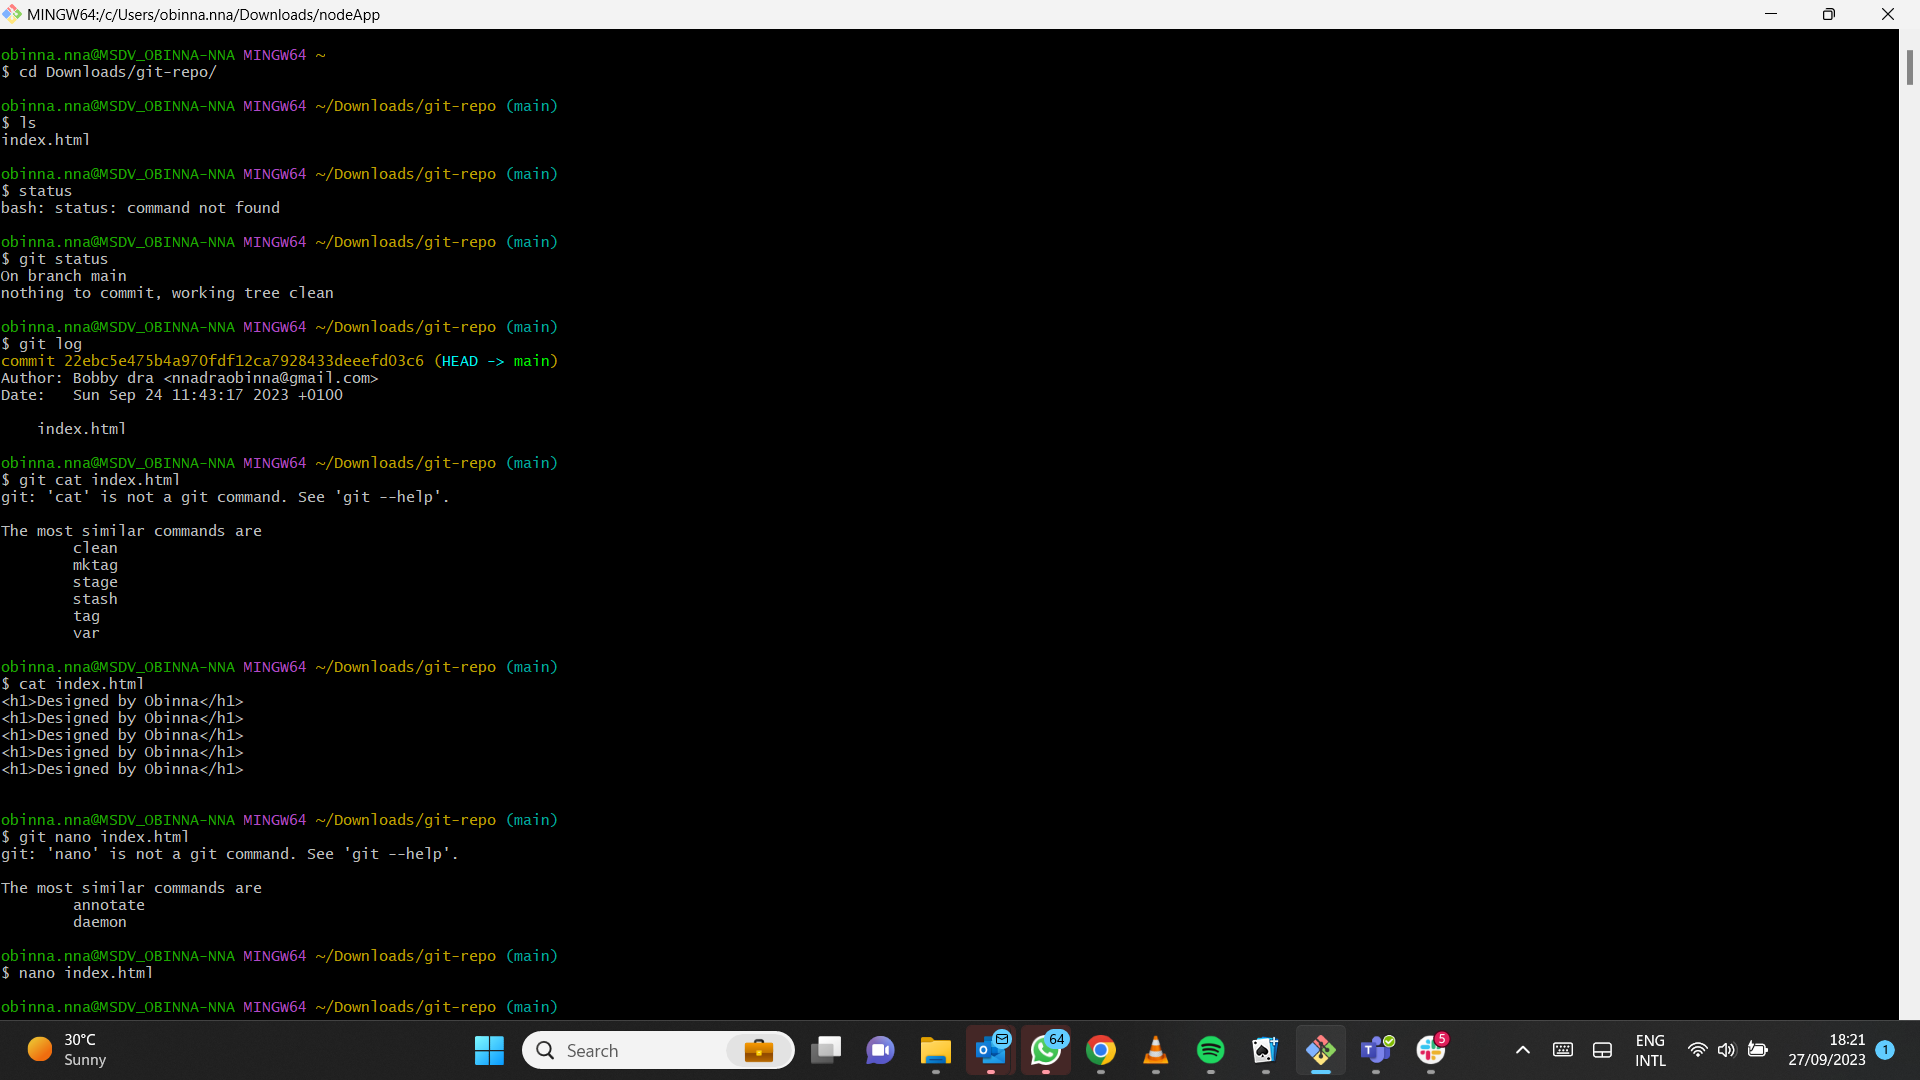 MINGW64:/c/Users/obinna.nna/Downloads/nodeApp
obinna.nna@MSDV_OBINNA-NNA MINGW64 ~
$ cd Downloads/git-repo/
obinna.nna@MSDV_OBINNA-NNA MINGW64 ~/Downloads/git-repo (main)
$ ls
index.html
obinna.nna@MSDV_OBINNA-NNA MINGW64 ~/Downloads/git-repo (main)
$ status
bash: status: command not found
obinna.nna@MSDV_OBINNA-NNA MINGW64 ~/Downloads/git-repo (main)
$ git status
On branch main
nothing to commit, working tree clean
obinna.nna@MSDV_OBINNA-NNA MINGW64 ~/Downloads/git-repo (main)
$ git log
commit 22ebc5e475b4a970fdf12ca7928433deeefd03c6 (HEAD -> main)
Author: Bobby dra <nnadraobinna@gmail.com>
Date:   Sun Sep 24 11:43:17 2023 +0100
    index.html
obinna.nna@MSDV_OBINNA-NNA MINGW64 ~/Downloads/git-repo (main)
$ git cat index.html
git: 'cat' is not a git command. See 'git --help'.
The most similar commands are
        clean
        mktag
        stage
        stash
        tag
        var
obinna.nna@MSDV_OBINNA-NNA MINGW64 ~/Downloads/git-repo (main)
$ cat index.html
<h1>Designed by Obinna</h1>
<h1>Designed by Obinna</h1>
<h1>Designed by Obinna</h1>
<h1>Designed by Obinna</h1>
<h1>Designed by Obinna</h1>
obinna.nna@MSDV_OBINNA-NNA MINGW64 ~/Downloads/git-repo (main)
$ git nano index.html
git: 'nano' is not a git command. See 'git --help'.
The most similar commands are
        annotate
        daemon
obinna.nna@MSDV_OBINNA-NNA MINGW64 ~/Downloads/git-repo (main)
$ nano index.html
obinna.nna@MSDV_OBINNA-NNA MINGW64 ~/Downloads/git-repo (main)
30°C
Sunny
Search
64
5
ENG
INTL
18:21
27/09/2023
1